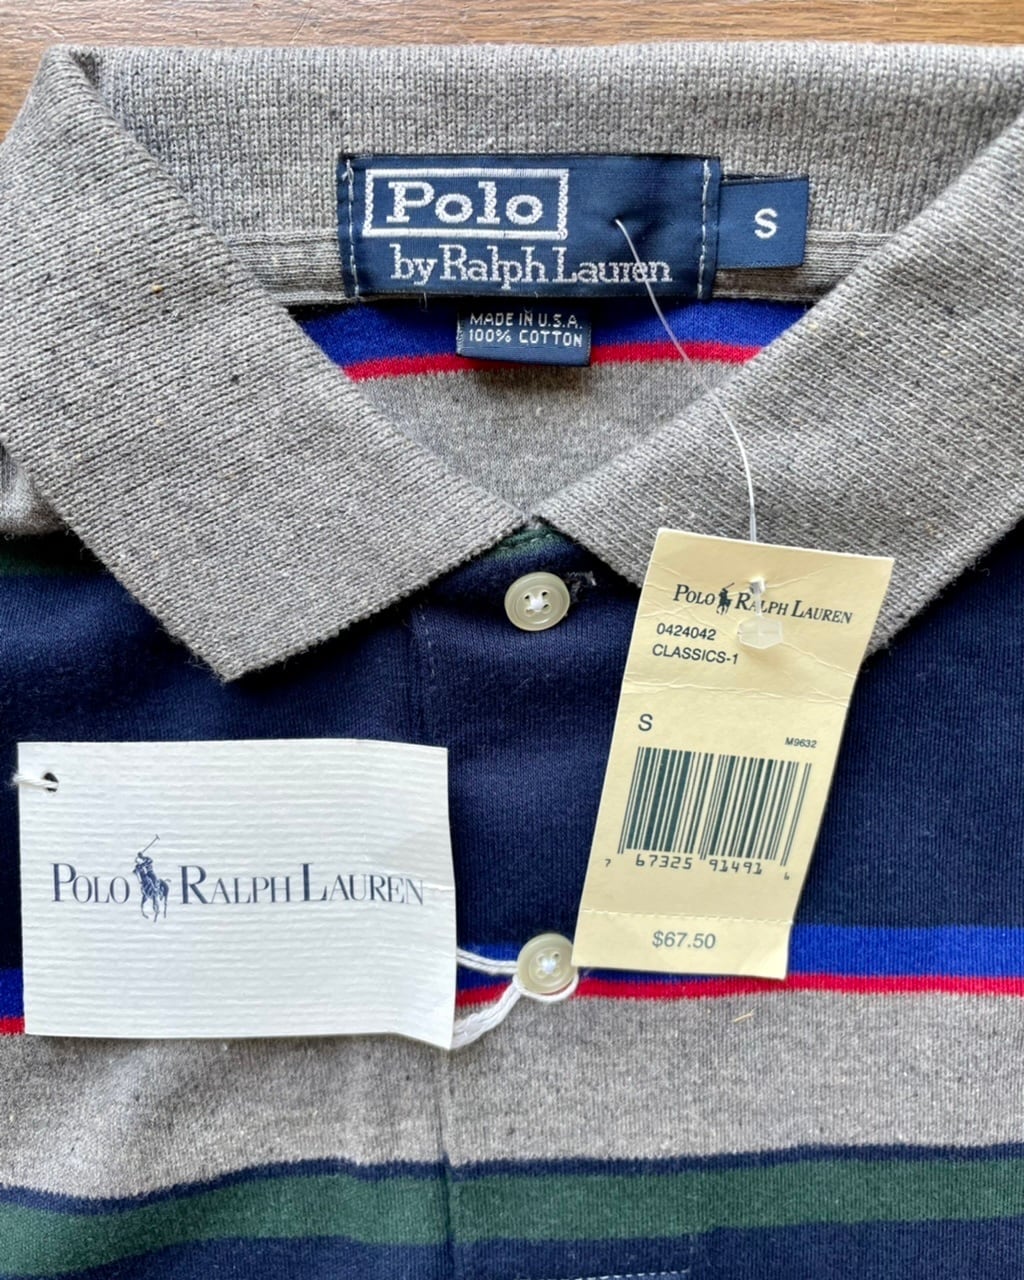 Polo
by Ralph Lauren
S
MADE IN U.S.A.
100% COTTON
POLO RALPH LAUREN
0424042
CLASSICS-1
S
M9632
7 67325 91491 6
$67.50
POLO RALPH LAUREN